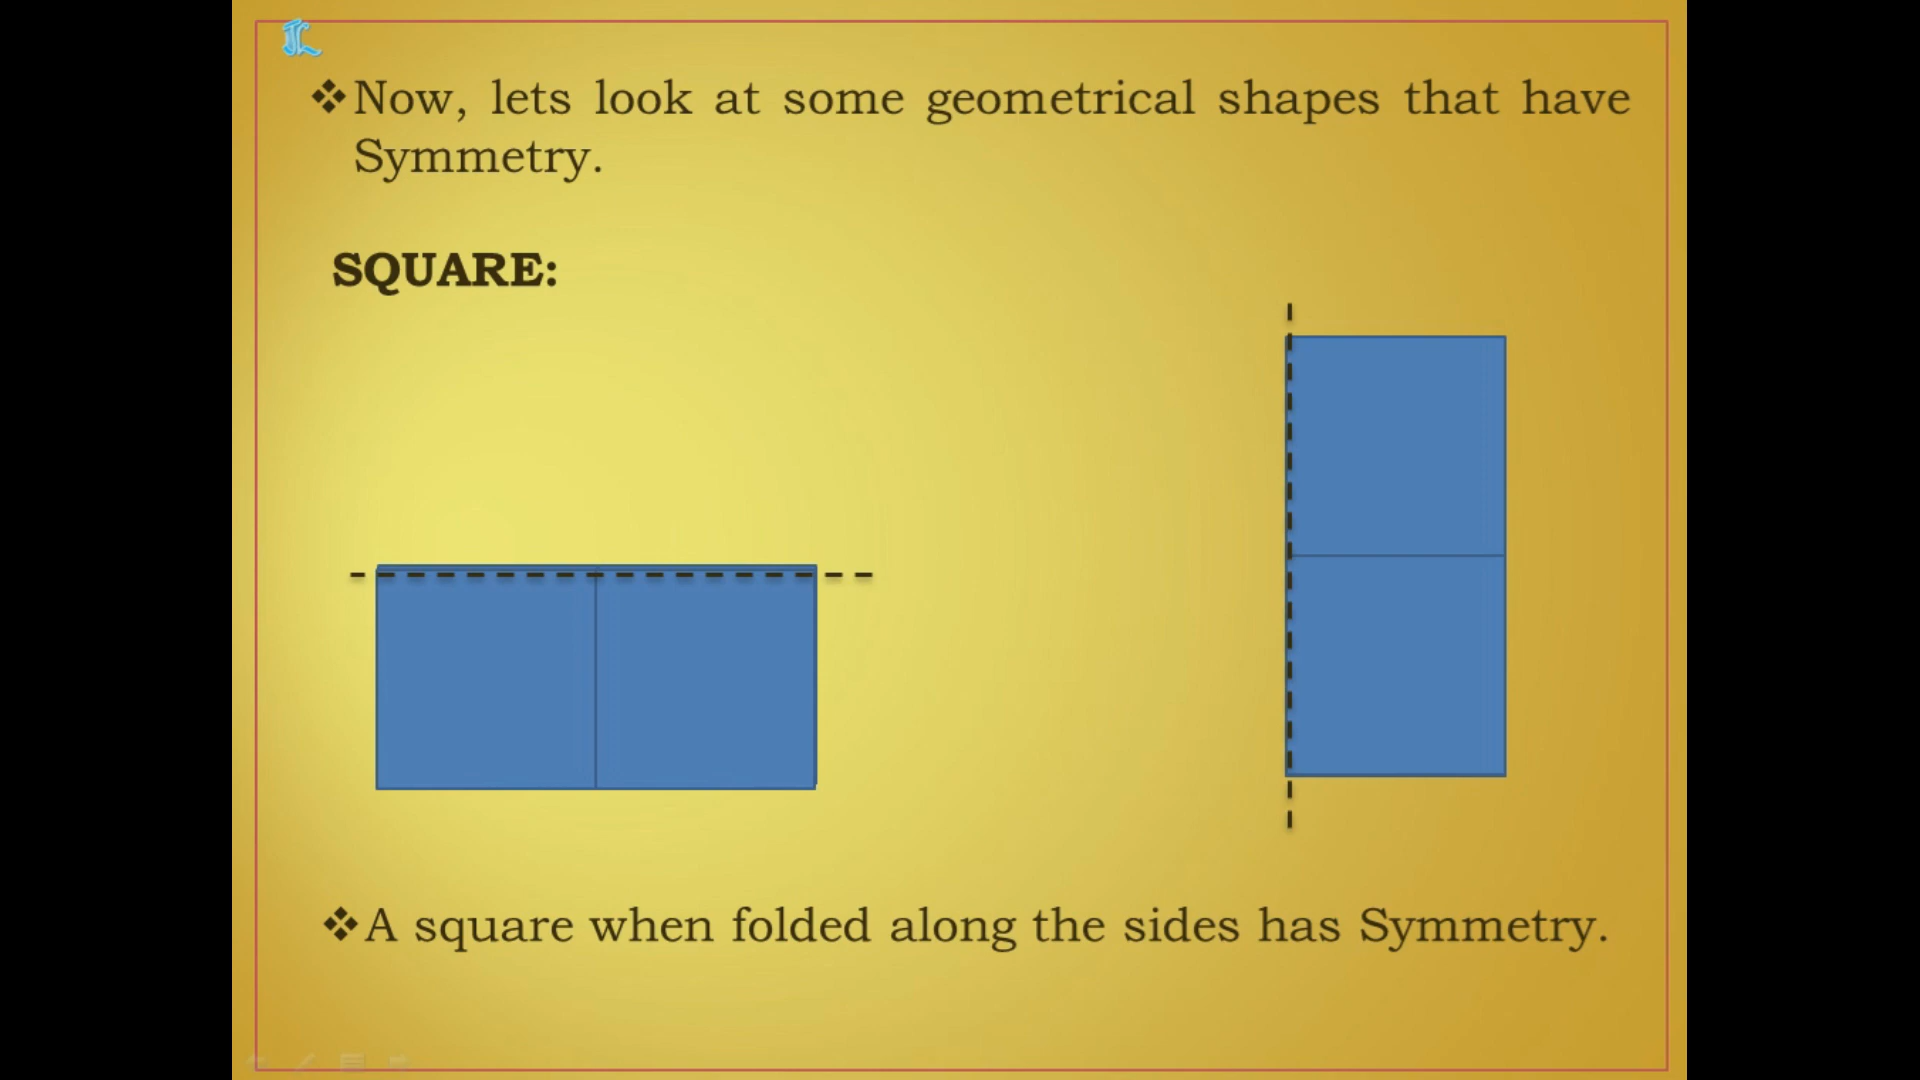 JL
❖Now, lets look at some geometrical shapes that have
Symmetry.
SQUARE:
❖A square when folded along the sides has Symmetry.